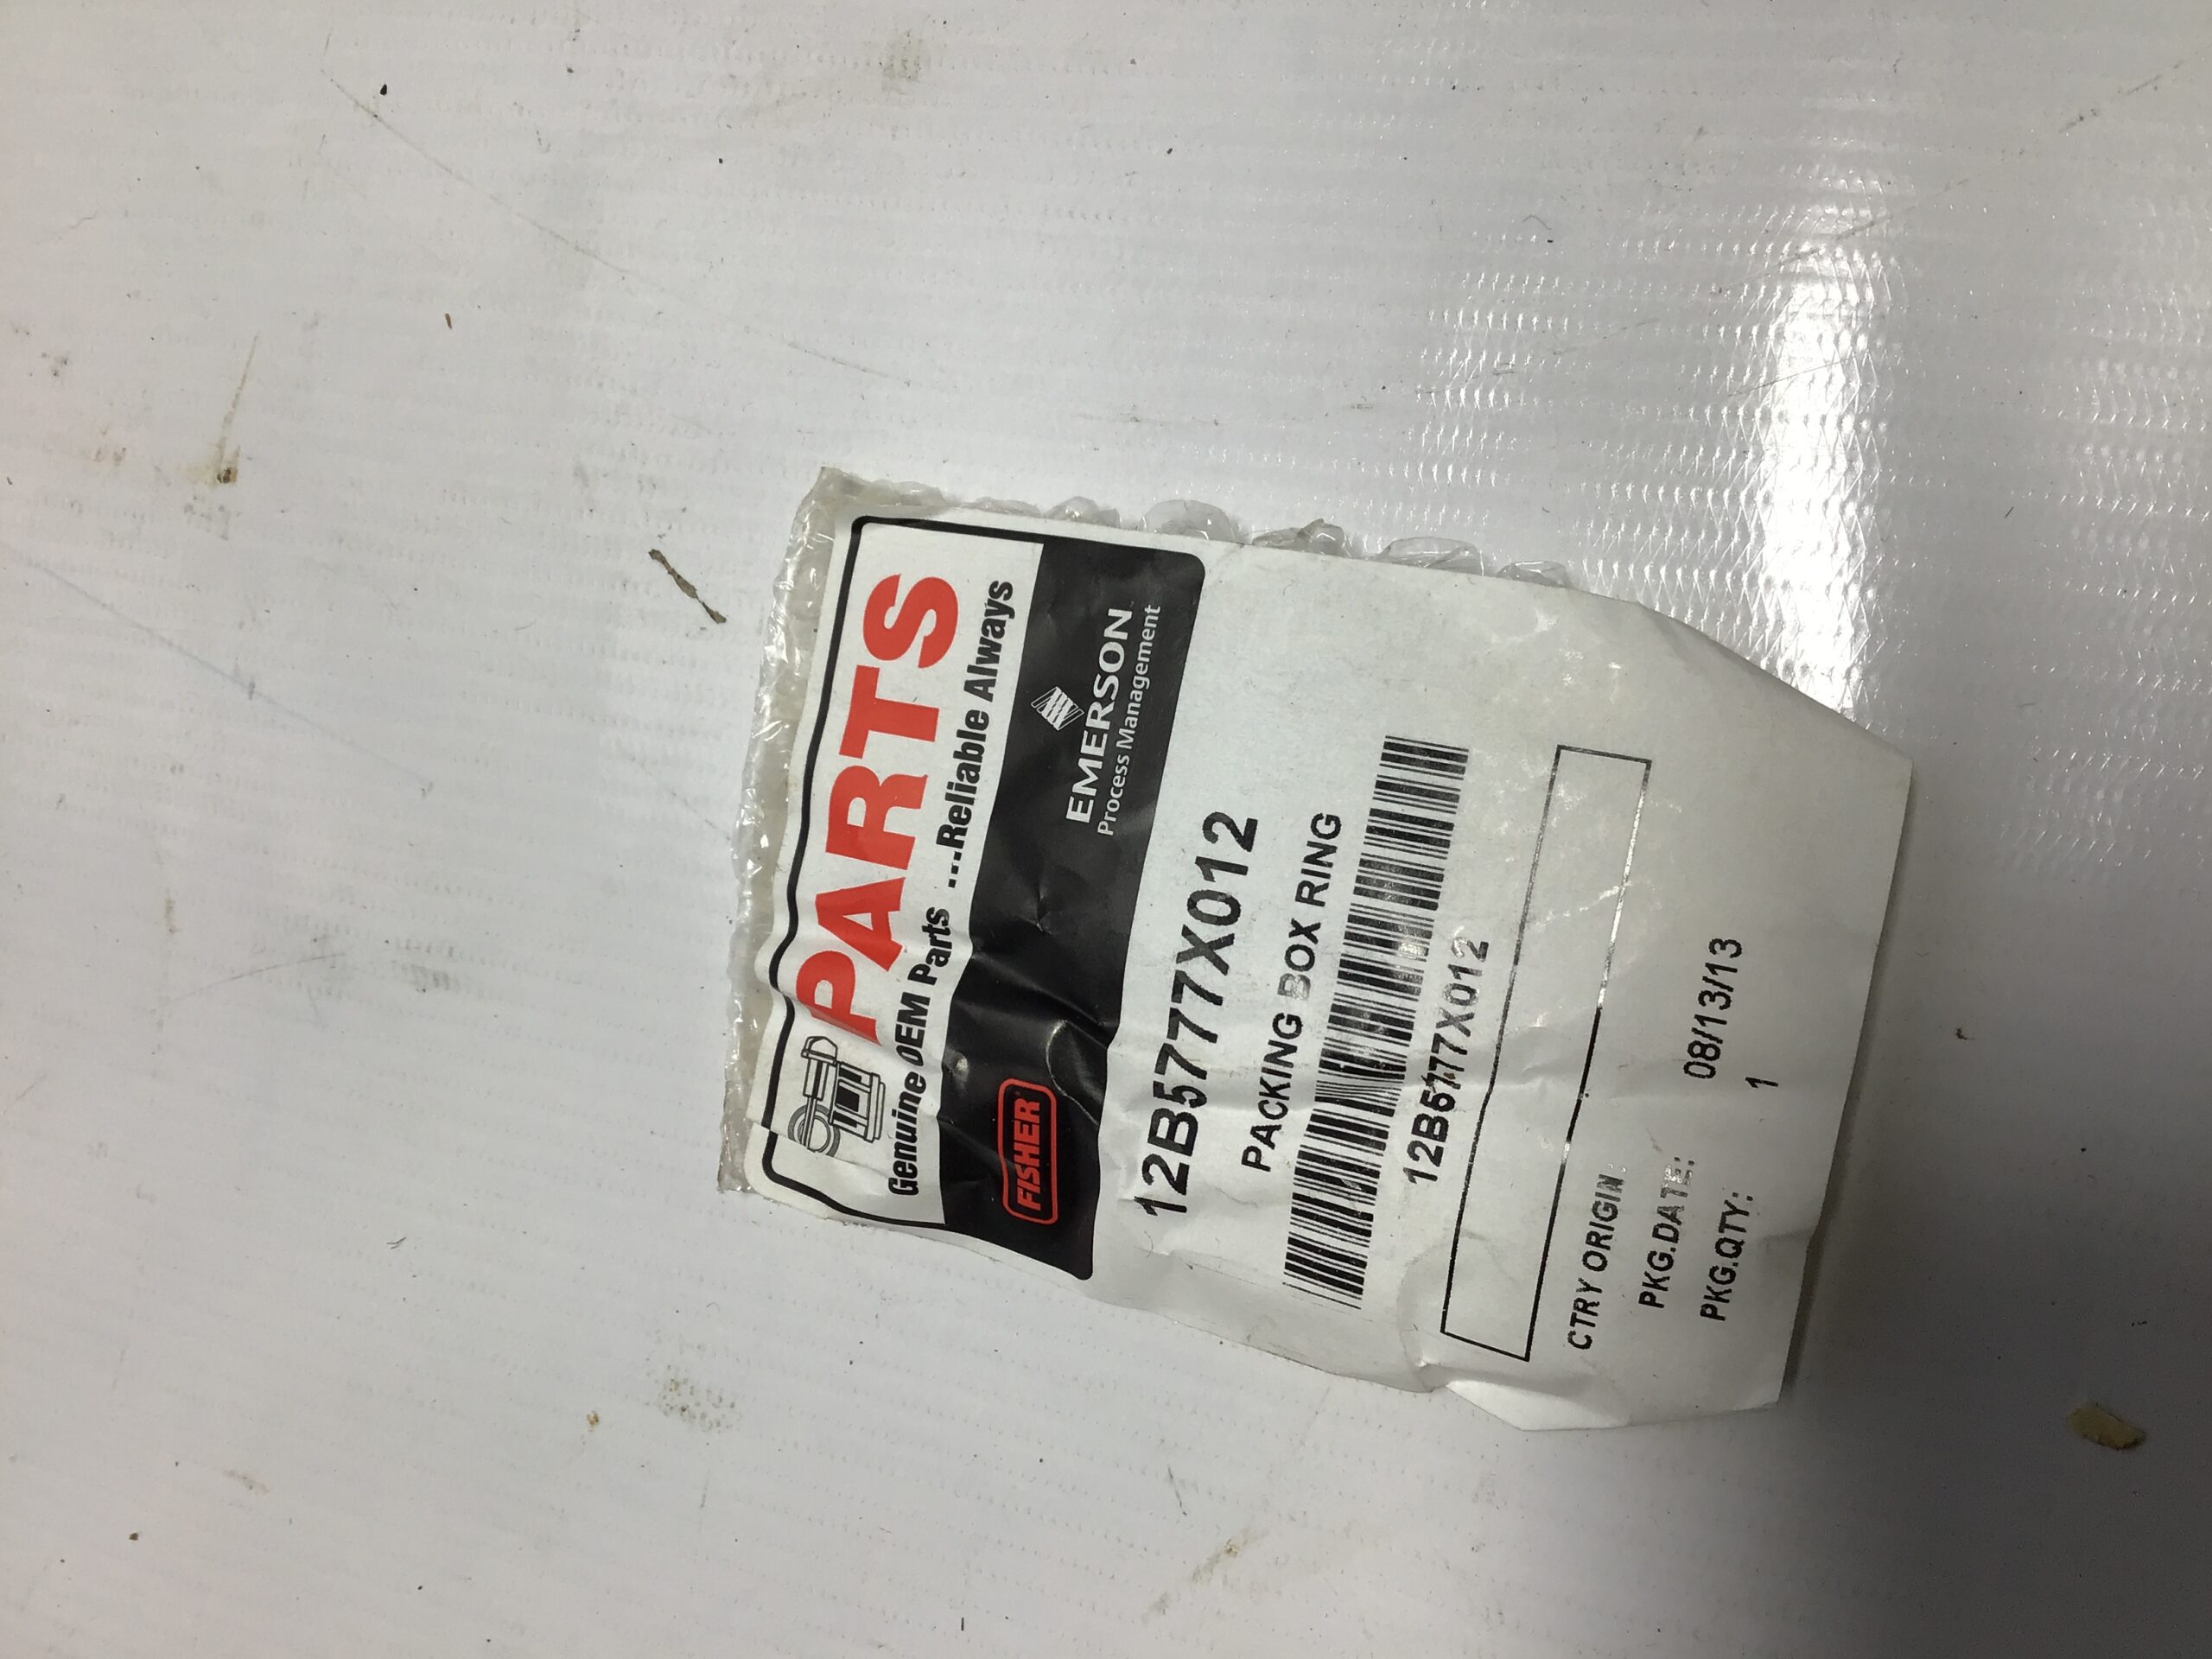 PARTS
Genuine OEM Parts ...Reliable Always
FISHER
EMERSON
Process Management
12B5777X012
PACKING BOX RING
12B5777X012
CTRY ORIGIN:
PKG.DATE: 08/13/13
PKG.QTY: 1